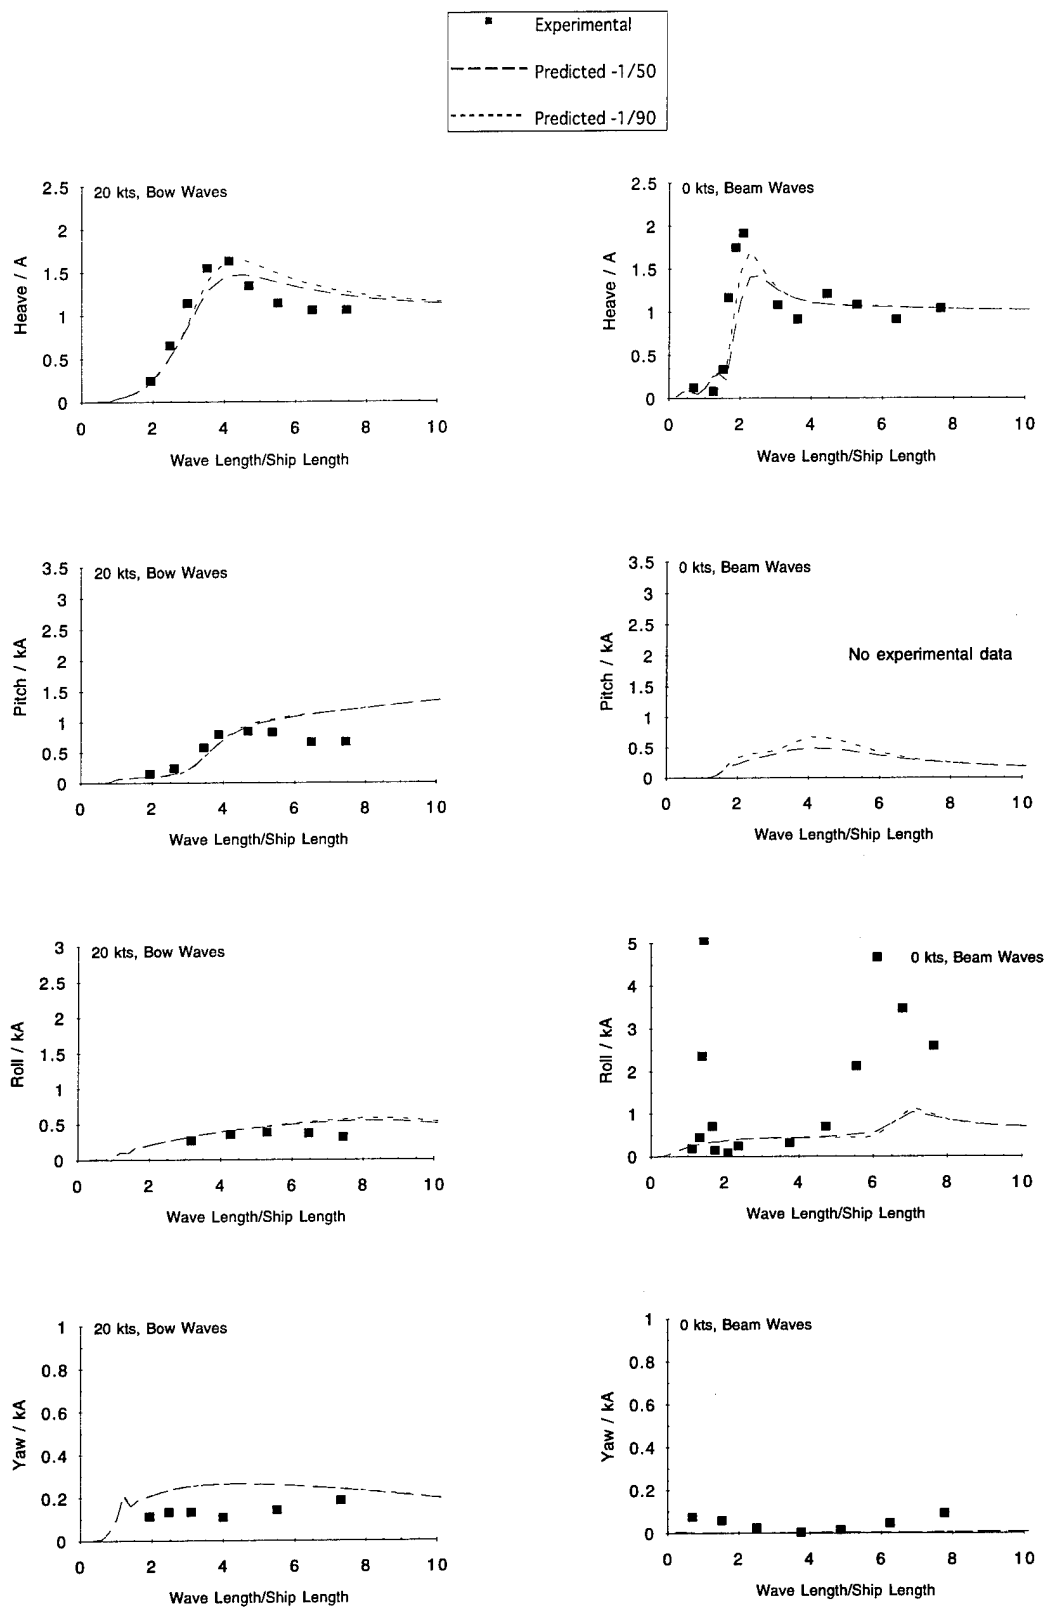 Experimental
Predicted -1/50
Predicted -1/90
20 kts, Bow Waves
2.5
2
1.5
1
0.5
0
Heave / A
0 2 4 6 8 10
Wave Length/Ship Length
0 kts, Beam Waves
2.5
2
1.5
1
0.5
0
Heave / A
0 2 4 6 8 10
Wave Length/Ship Length
20 kts, Bow Waves
3.5
3
2.5
2
1.5
1
0.5
0
Pitch / kA
0 2 4 6 8 10
Wave Length/Ship Length
0 kts, Beam Waves
3.5
3
2.5
2
1.5
1
0.5
0
Pitch / kA
No experimental data
0 2 4 6 8 10
Wave Length/Ship Length
20 kts, Bow Waves
3
2.5
2
1.5
1
0.5
0
Roll / kA
0 2 4 6 8 10
Wave Length/Ship Length
0 kts, Beam Waves
5
4
3
2
1
0
Roll / kA
0 2 4 6 8 10
Wave Length/Ship Length
20 kts, Bow Waves
1
0.8
0.6
0.4
0.2
0
Yaw / kA
0 2 4 6 8 10
Wave Length/Ship Length
0 kts, Beam Waves
1
0.8
0.6
0.4
0.2
0
Yaw / kA
0 2 4 6 8 10
Wave Length/Ship Length